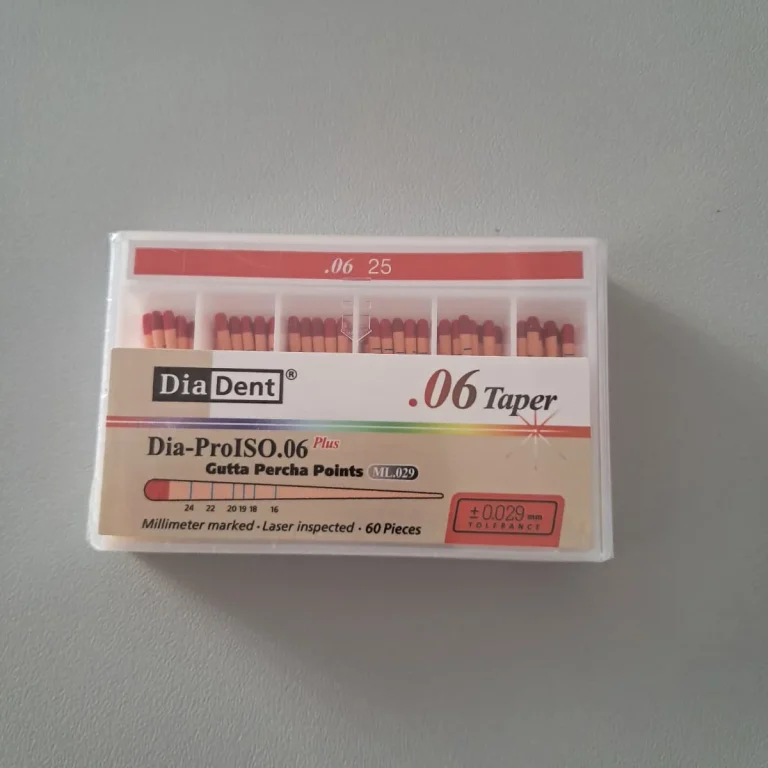 .06 25
DiaDent®
.06 Taper
Dia-ProISO.06 Plus
Gutta Percha Points ML.029
24 22 20 19 18 16
Millimeter marked · Laser inspected · 60 Pieces
± 0.029 mm
TOLERANCE